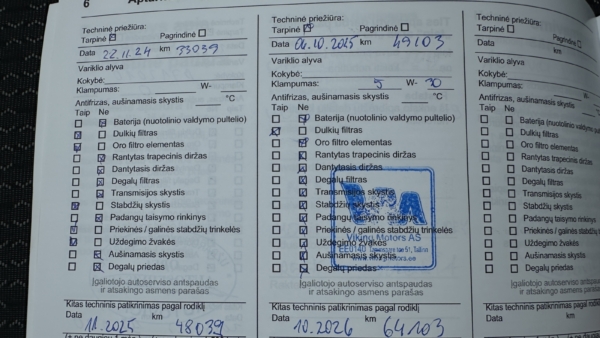 6
Techninė priežiūra:
Tarpinė Pagrindinė
Data 22.11.24 km 33039
Variklio alyva
Kokybė:
Klampumas: W-
Antifrizas, aušinamasis skystis °C
Taip Ne
Baterija (nuotolinio valdymo pultelio)
Dulkių filtras
Oro filtro elementas
Rantytas trapecinis diržas
Dantytasis diržas
Degalų filtras
Transmisijos skystis
Stabdžių skystis
Padangų taisymo rinkinys
Priekinės / galinės stabdžių trinkelės
Uždegimo žvakės
Aušinamasis skystis
Degalų priedas
Įgaliotojo autoserviso antspaudas
ir atsakingo asmens parašas
Kitas techninis patikrinimas pagal rodiklį
Data km
11.2025 48039
Techninė priežiūra:
Tarpinė Pagrindinė
Data 06.10.2025 km 49103
Variklio alyva
Kokybė:
Klampumas: 5 W- 30
Antifrizas, aušinamasis skystis °C
Taip Ne
Baterija (nuotolinio valdymo pultelio)
Dulkių filtras
Oro filtro elementas
Rantytas trapecinis diržas
Dantytasis diržas
Degalų filtras
Transmisijos skystis
Stabdžių skystis
Padangų taisymo rinkinys
Priekinės / galinės stabdžių trinkelės
Uždegimo žvakės
Aušinamasis skystis
Degalų priedas
Viking Motors AS
Įgaliotojo autoserviso antspaudas
ir atsakingo asmens parašas
Kitas techninis patikrinimas pagal rodiklį
Data km
10.2026 64103
Techninė priežiūra:
Tarpinė Pagrindinė
Data km
Variklio alyva
Kokybė:
Klampumas:
Antifrizas, aušinamasis skystis
Taip Ne
Baterija (nuotolinio valdymo
Dulkių filtras
Oro filtro elementas
Rantytas trapecinis diržas
Dantytasis diržas
Degalų filtras
Transmisijos skystis
Stabdžių skystis
Padangų taisymo rinkinys
Priekinės / galinės stabdžių
Uždegimo žvakės
Aušinamasis skystis
Degalų priedas
Įgaliotojo autoserviso
ir atsakingo asmens
Kitas techninis patikrinimas
Data